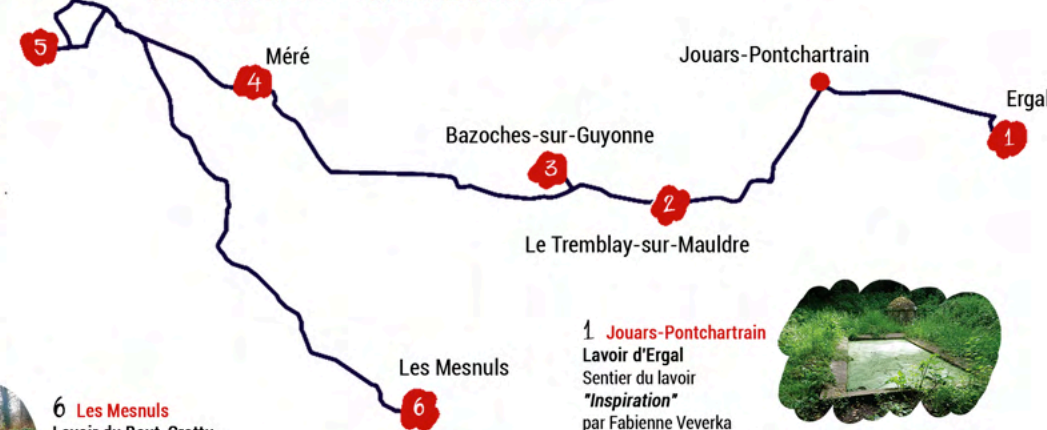 5
4
Méré
Jouars-Pontchartrain
Ergal
1
Bazoches-sur-Guyonne
3
2
Le Tremblay-sur-Mauldre
Les Mesnuls
6
1 Jouars-Pontchartrain
Lavoir d'Ergal
Sentier du lavoir
"Inspiration"
par Fabienne Veverka
6 Les Mesnuls